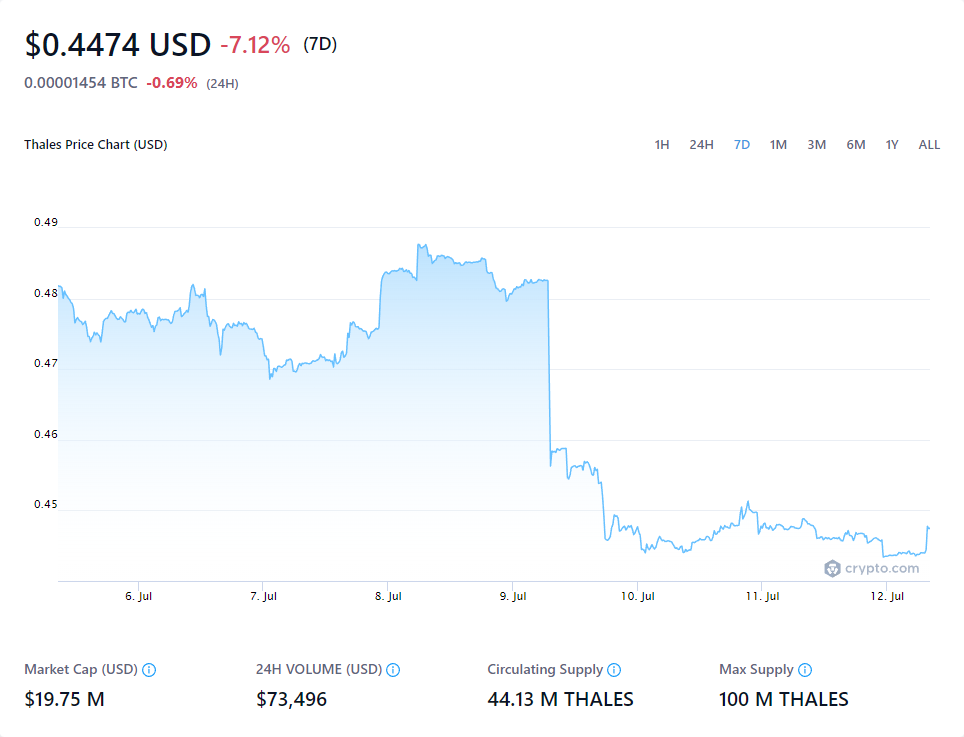 $0.4474 USD -7.12% (7D)
0.00001454 BTC -0.69% (24H)
Thales Price Chart (USD) 1H 24H 7D 1M 3M 6M 1Y ALL
0.49
0.48
0.47
0.46
0.45
crypto.com
6. Jul 7. Jul 8. Jul 9. Jul 10. Jul 11. Jul 12. Jul
Market Cap (USD) 24H VOLUME (USD) Circulating Supply Max Supply
$19.75 M $73,496 44.13 M THALES 100 M THALES